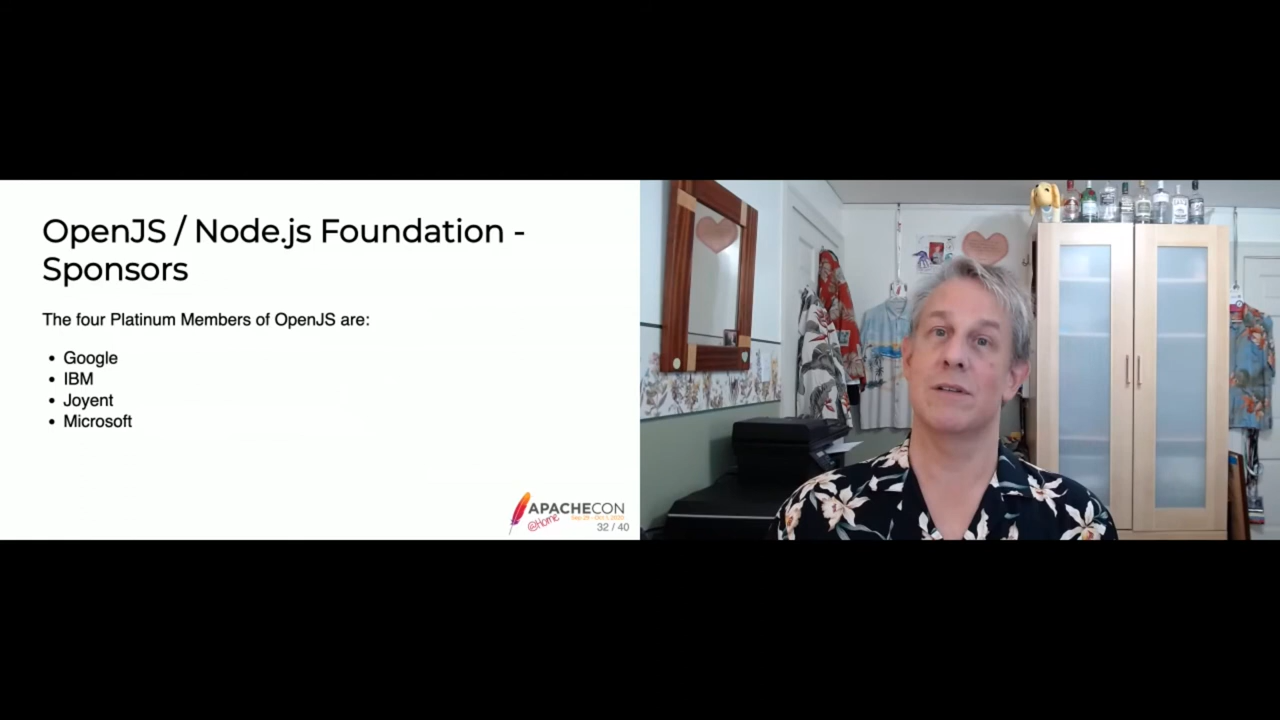 OpenJS / Node.js Foundation -
Sponsors
The four Platinum Members of OpenJS are:
• Google
• IBM
• Joyent
• Microsoft
APACHECON
@Home
32 / 40